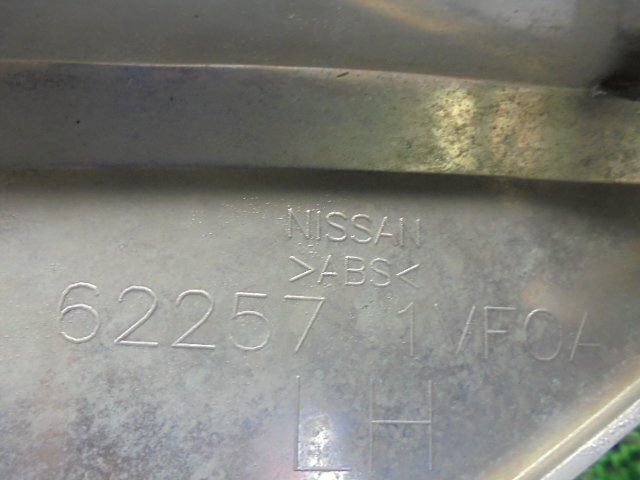 NISSAN
>ABS<
62257 1/FOA
LH